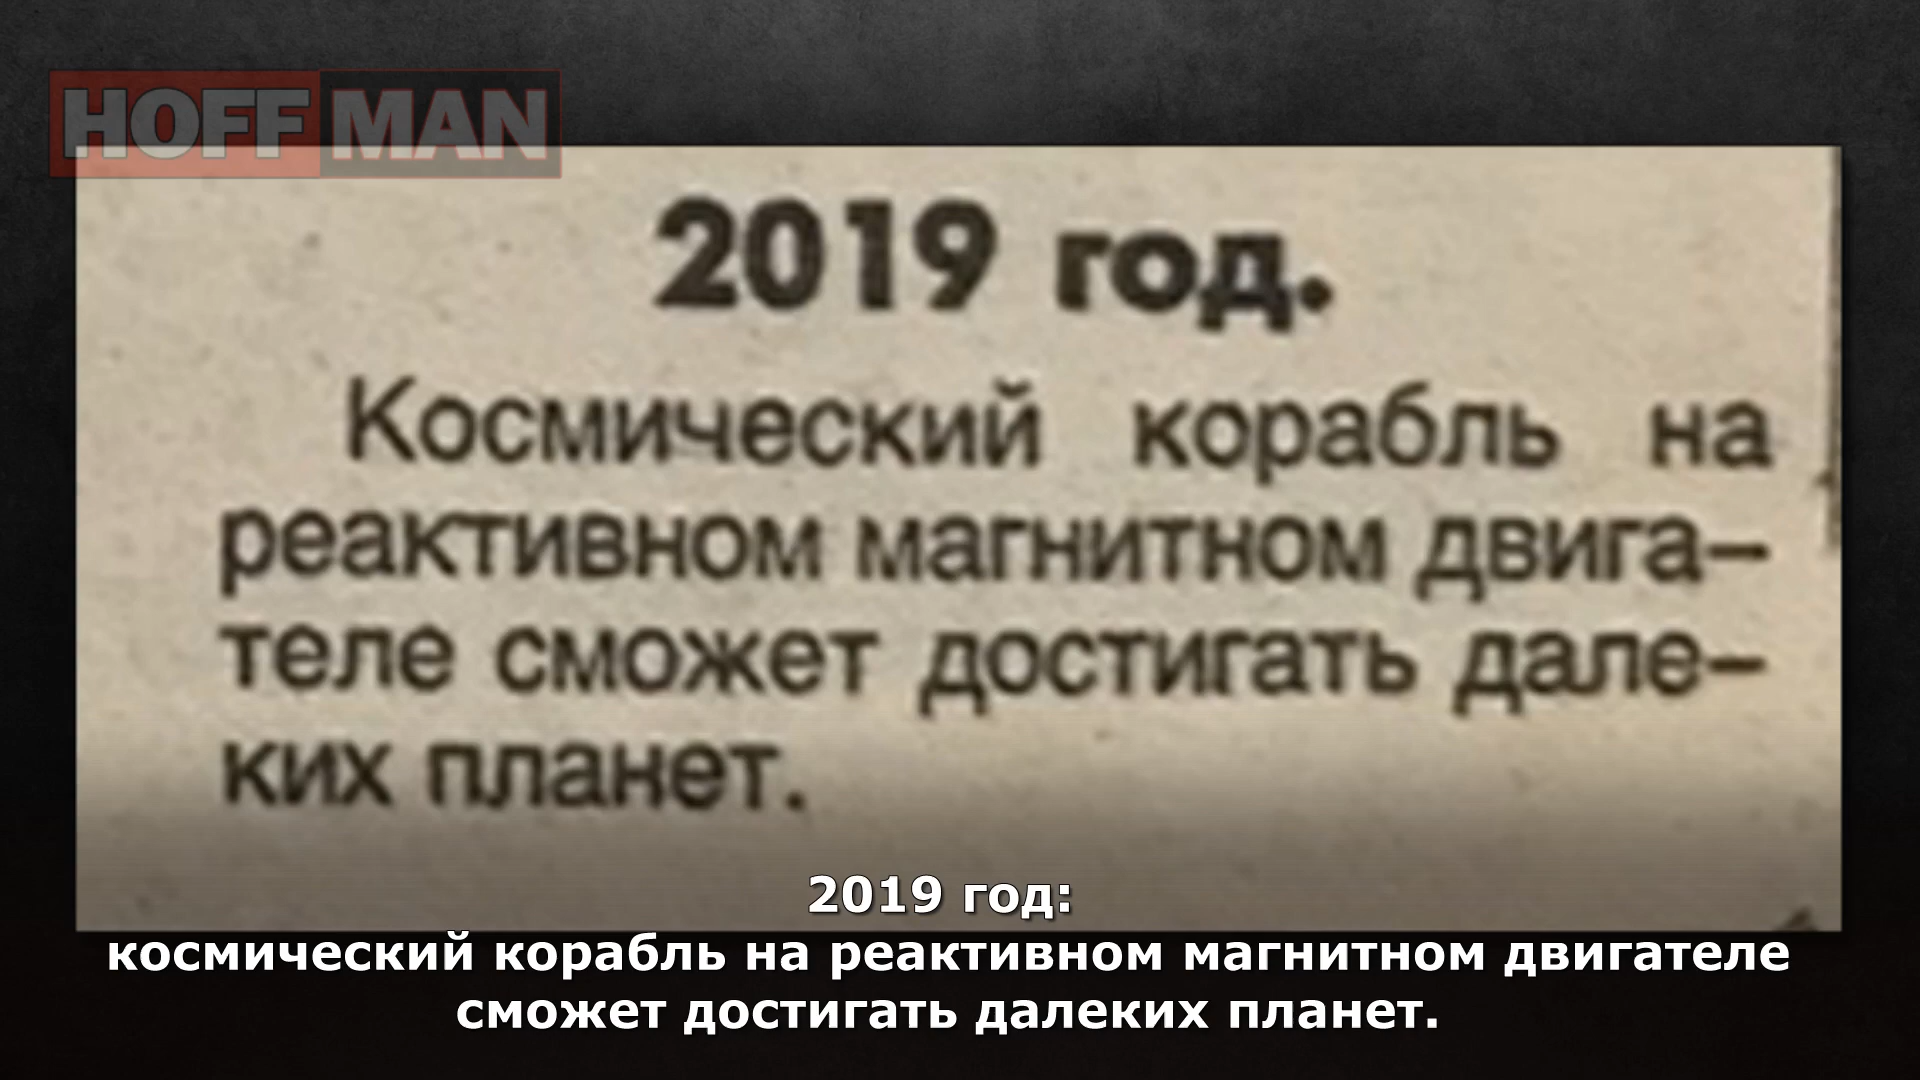 HOFFMAN
2019 год.
Космический корабль на
реактивном магнитном двига-
теле сможет достигать дале-
ких планет.
2019 год:
космический корабль на реактивном магнитном двигателе
сможет достигать далеких планет.